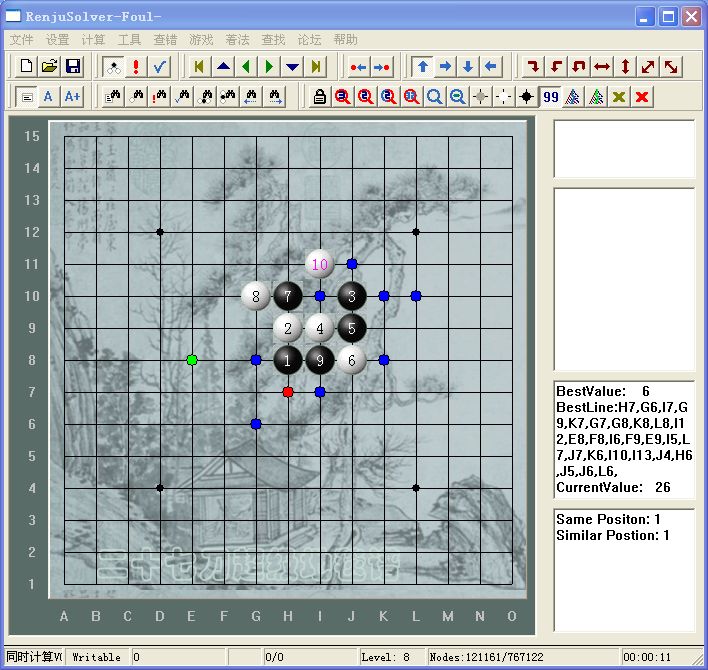 RenjuSolver-Foul-
文件 设置 计算 工具 查错 游戏 着法 查找 论坛 帮助
A A+ 99
15
14
13
12
11 10
10 8 7 3
9 2 4 5
8 1 9 6
7
6
5
4
3
2
1
A B C D E F G H I J K L M N O
BestValue: 6
BestLine:H7,G6,I7,G
9,K7,G7,G8,K8,L8,I1
2,E8,F8,I6,F9,E9,I5,L
7,J7,K6,I10,I13,J4,H6
,J5,J6,L6,
CurrentValue: 26
Same Positon: 1
Similar Postion: 1
同时计算VC Writable 0 0/0 Level: 8 Nodes:121161/767122 00:00:11